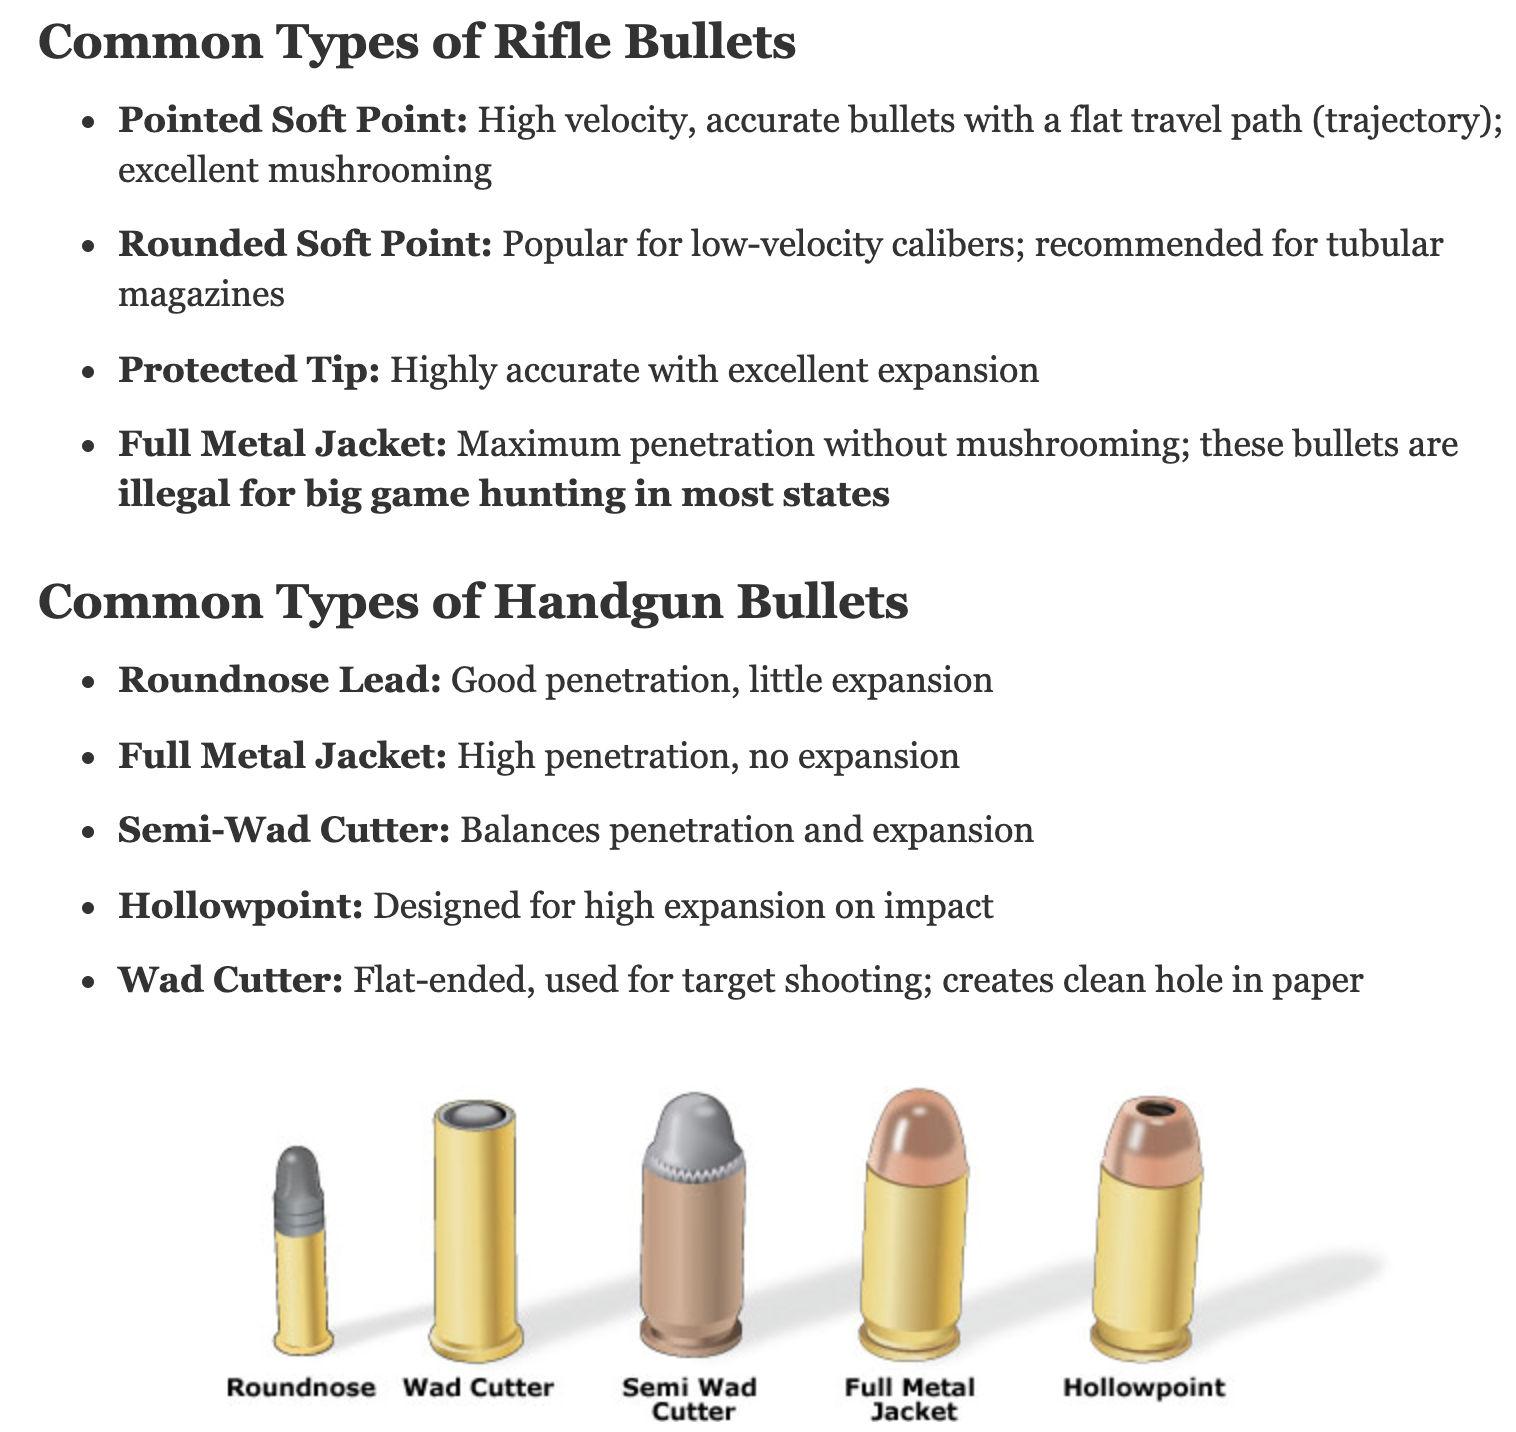 Common Types of Rifle Bullets
• Pointed Soft Point: High velocity, accurate bullets with a flat travel path (trajectory);
excellent mushrooming
• Rounded Soft Point: Popular for low-velocity calibers; recommended for tubular
magazines
• Protected Tip: Highly accurate with excellent expansion
• Full Metal Jacket: Maximum penetration without mushrooming; these bullets are
illegal for big game hunting in most states
Common Types of Handgun Bullets
• Roundnose Lead: Good penetration, little expansion
• Full Metal Jacket: High penetration, no expansion
• Semi-Wad Cutter: Balances penetration and expansion
• Hollowpoint: Designed for high expansion on impact
• Wad Cutter: Flat-ended, used for target shooting; creates clean hole in paper
Roundnose
Wad Cutter
Semi Wad
Cutter
Full Metal
Jacket
Hollowpoint